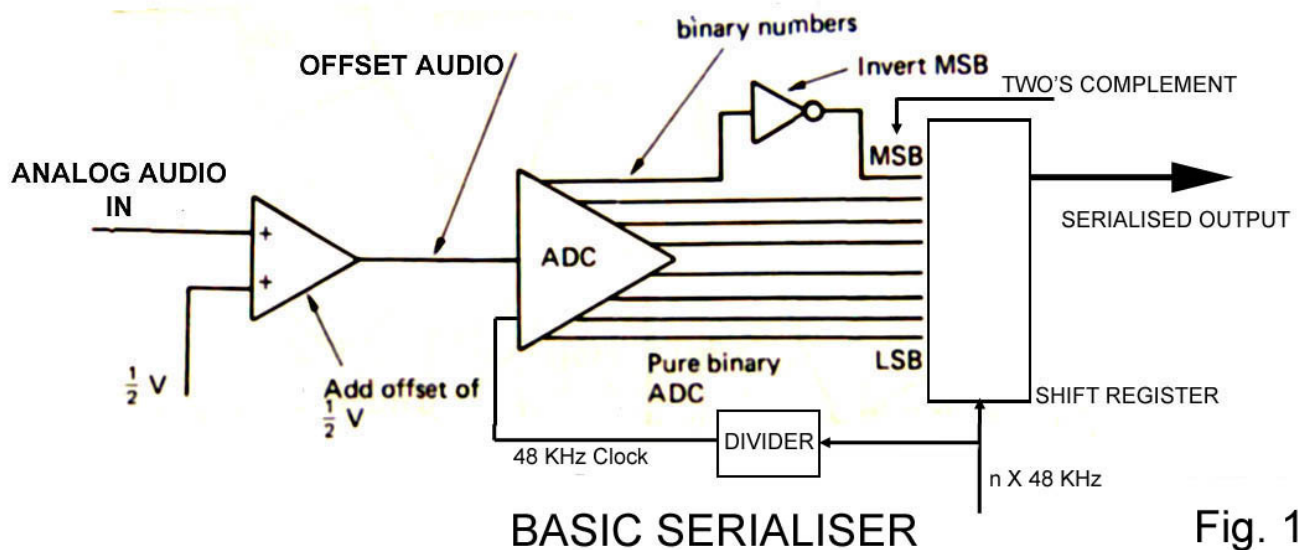 binary numbers
OFFSET AUDIO
Invert MSB
TWO'S COMPLEMENT
MSB
ANALOG AUDIO
IN
SERIALISED OUTPUT
+
+
ADC
½ V
Add offset of
½ V
Pure binary
ADC
LSB
SHIFT REGISTER
DIVIDER
48 KHz Clock
n X 48 KHz
BASIC SERIALISER
Fig. 1